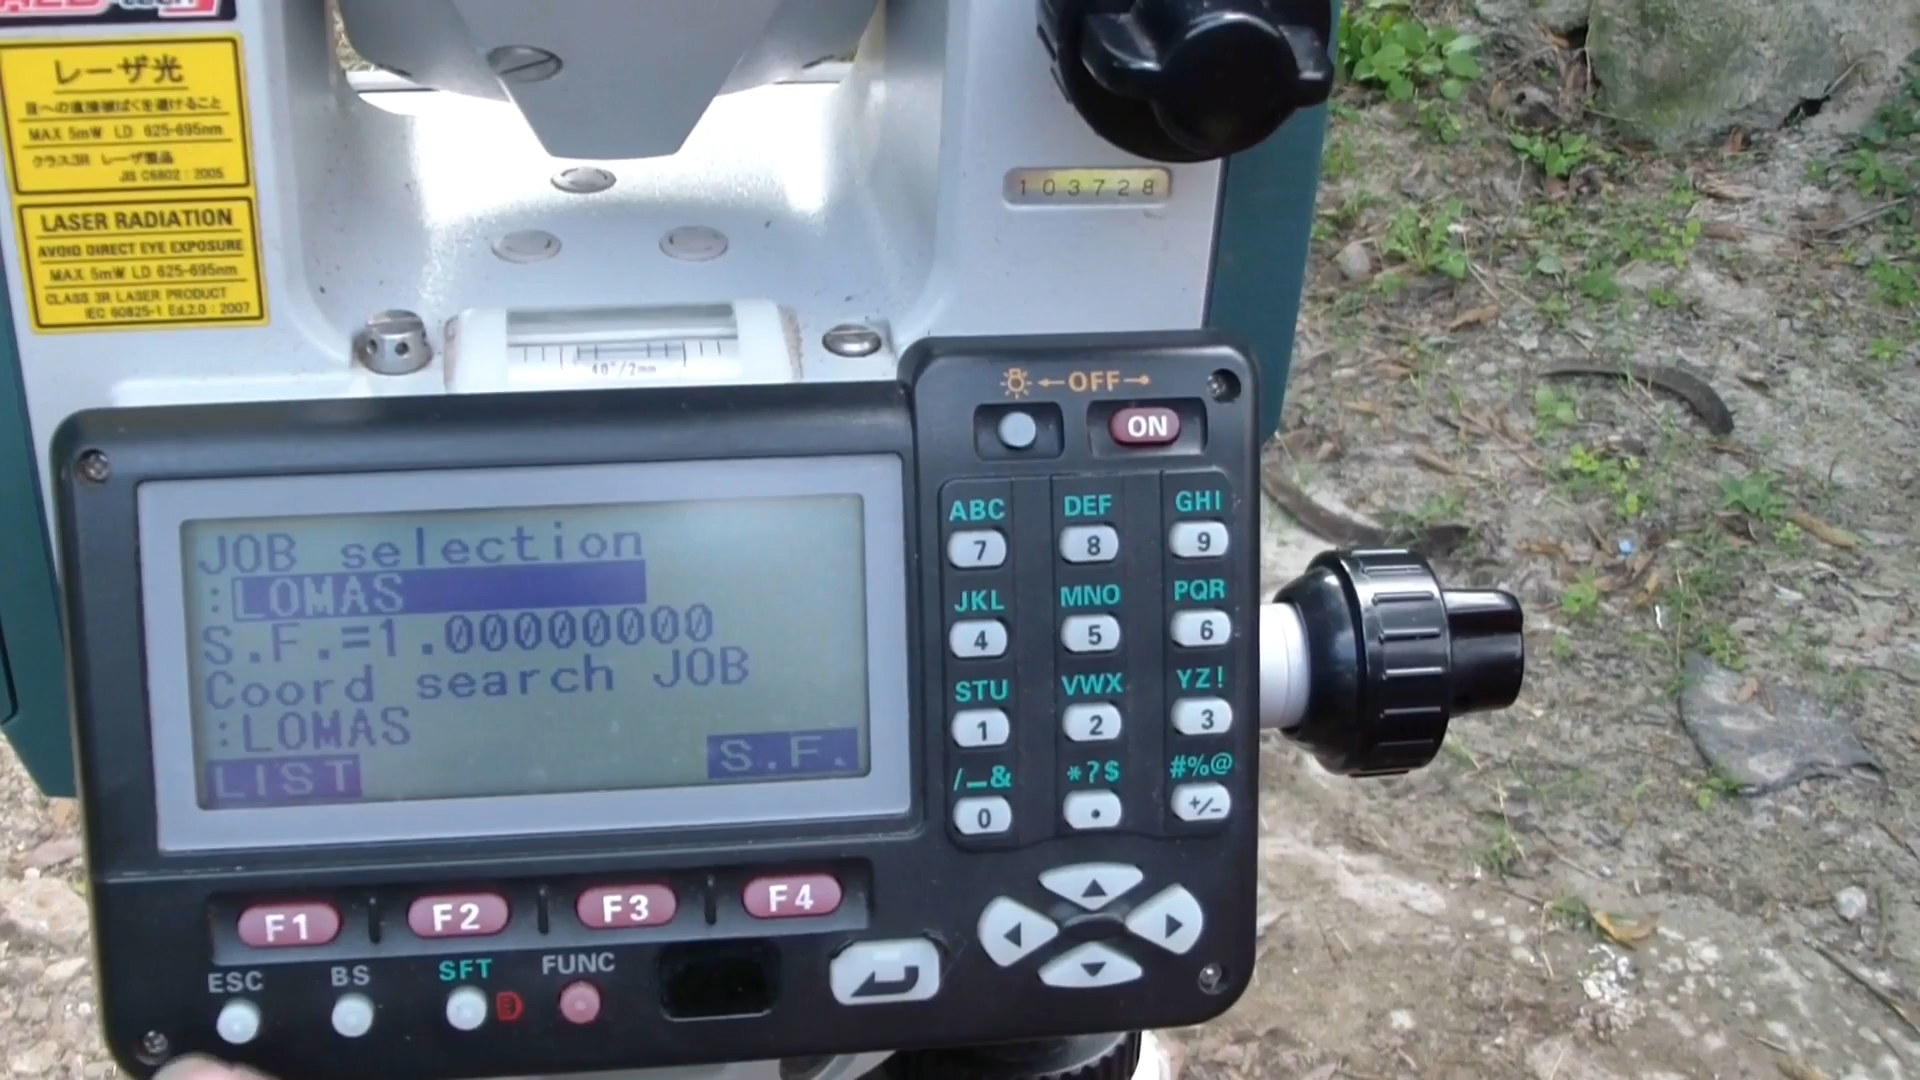 レーザ光
目への直接被ばくを避けること
MAX 5mW LD 625-695nm
クラス3R レーザ製品
JIS C6802 : 2005
LASER RADIATION
AVOID DIRECT EYE EXPOSURE
MAX 5mW LD 625-695nm
CLASS 3R LASER PRODUCT
IEC 60825-1 Ed.2.0 : 2007
103728
40"/2mm
←OFF→
ON
JOB selection
:LOMAS
S.F.=1.00000000
Coord search JOB
:LOMAS
LIST S.F.
ABC DEF GHI
7 8 9
JKL MNO PQR
4 5 6
STU VWX YZ!
1 2 3
/_& *?$ #%@
0 . +/-
F1 F2 F3 F4
ESC BS SFT FUNC